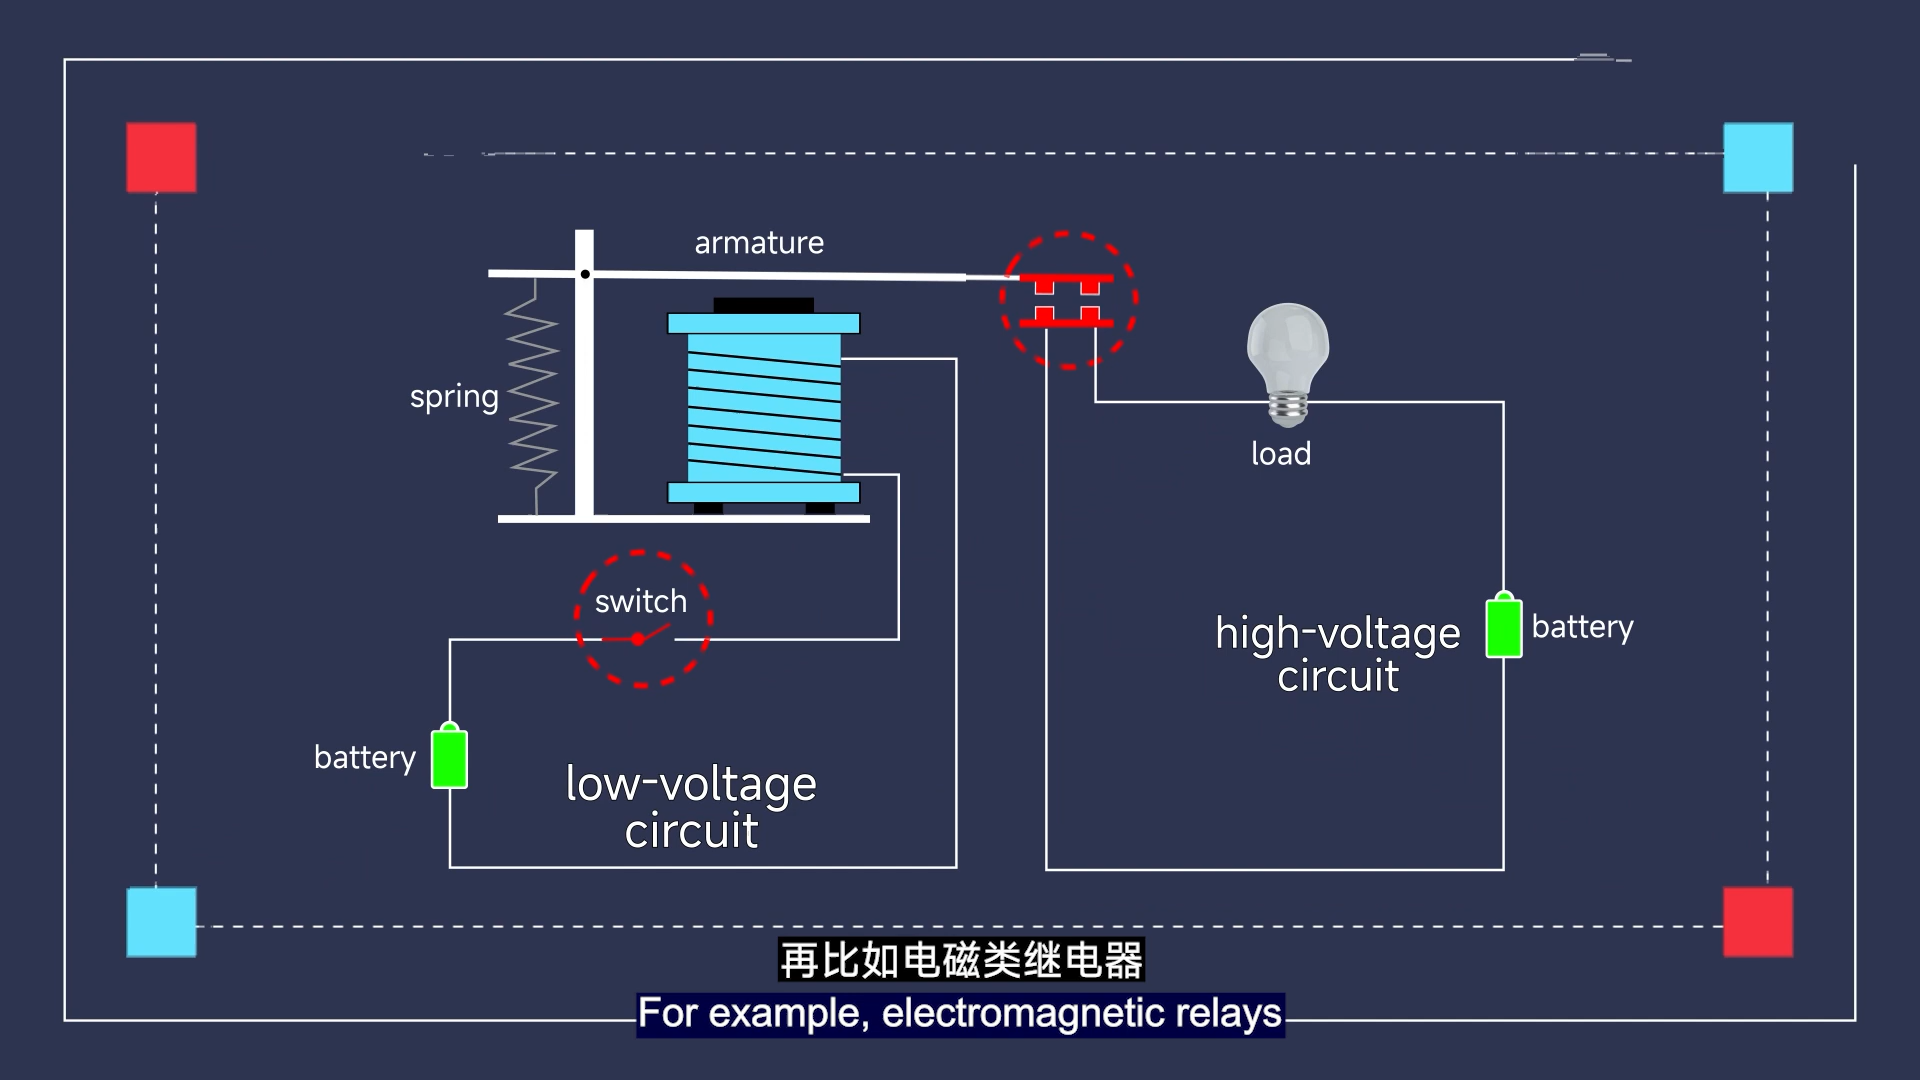 armature
spring
load
switch
high-voltage
circuit
battery
battery
low-voltage
circuit
再比如电磁类继电器
For example, electromagnetic relays